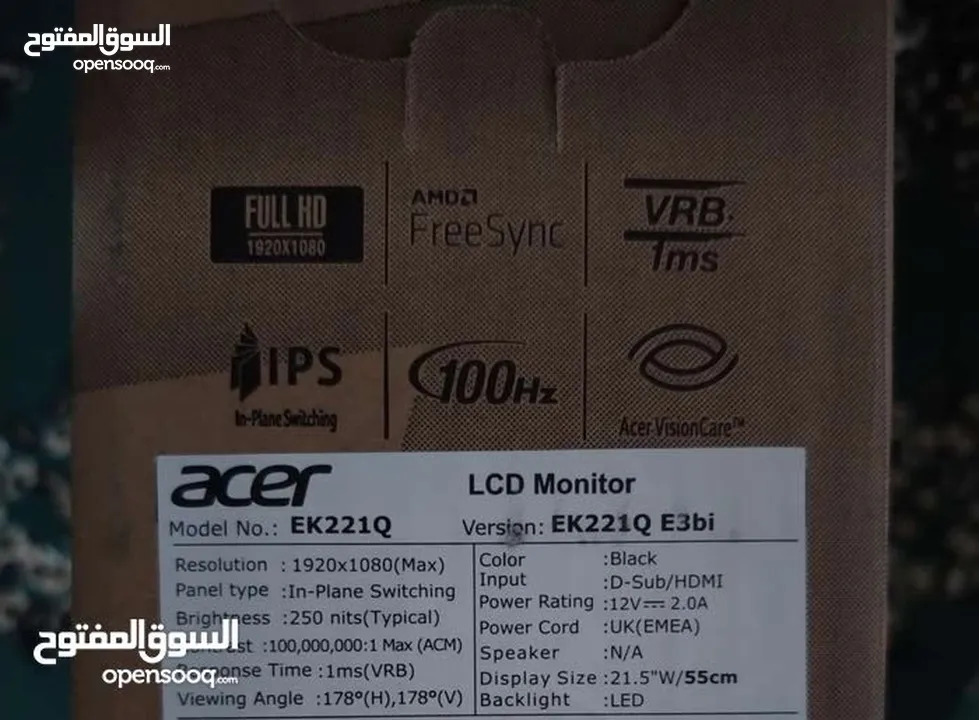 السوق المفتوح
opensooq.com
FULL HD
1920X1080
AMD
FreeSync
VRB
1ms
IPS
In-Plane Switching
100Hz
Acer VisionCare™
acer
LCD Monitor
Model No.: EK221Q
Version: EK221Q E3bi
Resolution :1920x1080(Max)
Panel type :In-Plane Switching
Brightness :250 nits(Typical)
:100,000,000:1 Max (ACM)
Response Time :1ms(VRB)
Viewing Angle :178°(H),178°(V)
Color :Black
Input :D-Sub/HDMI
Power Rating :12V⎓ 2.0A
Power Cord :UK(EMEA)
Speaker :N/A
Display Size :21.5"W/55cm
Backlight :LED
السوق المفتوح
opensooq.com